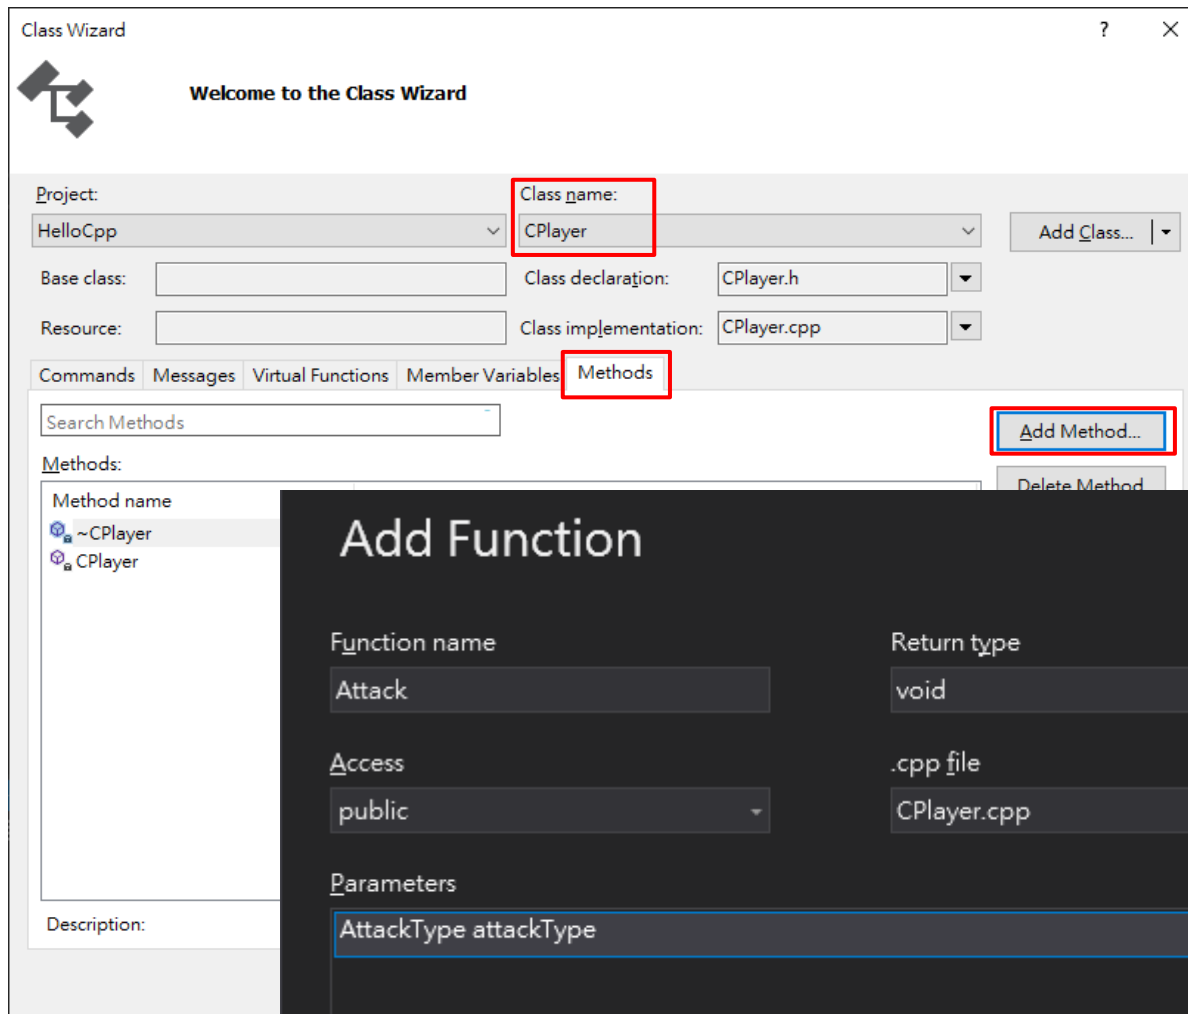 Class Wizard
?
Welcome to the Class Wizard
Project:
Class name:
HelloCpp
CPlayer
Add Class...
Base class:
Class declaration:
CPlayer.h
Resource:
Class implementation:
CPlayer.cpp
Commands
Messages
Virtual Functions
Member Variables
Methods
Search Methods
Add Method...
Methods:
Delete Method
Method name
~CPlayer
CPlayer
Description:
Add Function
Function name
Return type
Attack
void
Access
.cpp file
public
CPlayer.cpp
Parameters
AttackType attackType